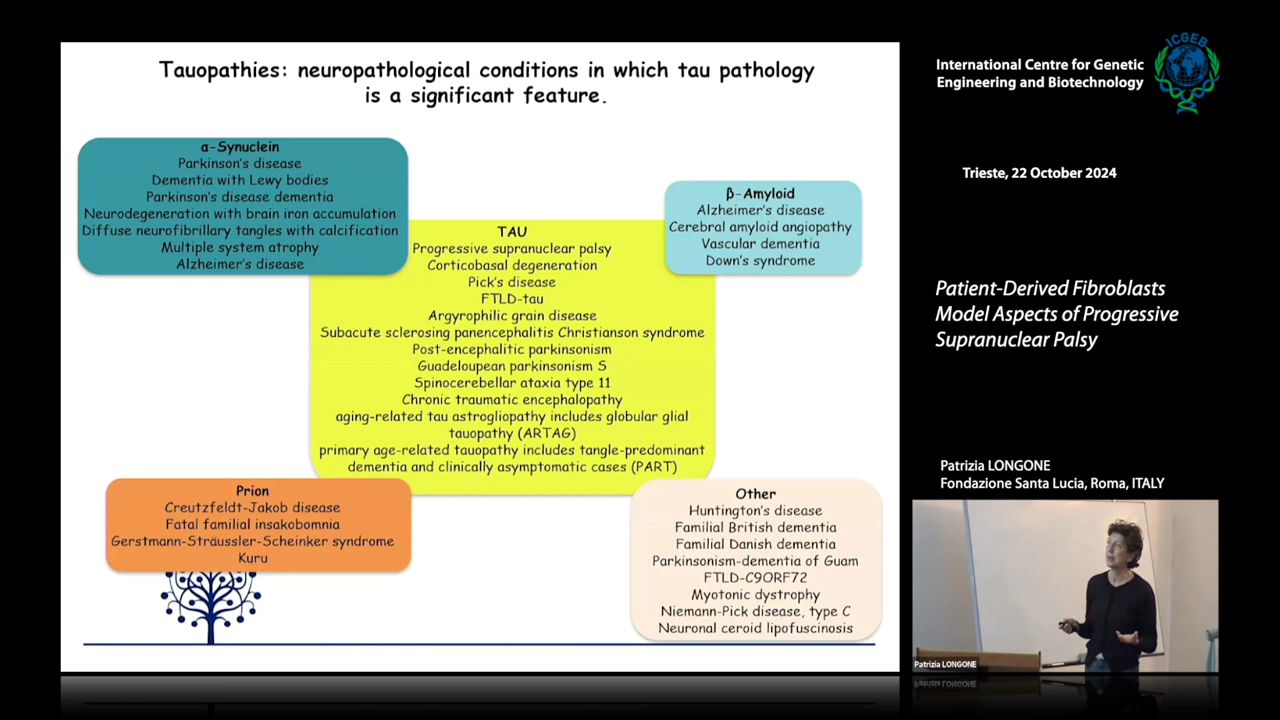 Tauopathies: neuropathological conditions in which tau pathology
is a significant feature.
α-Synuclein
Parkinson's disease
Dementia with Lewy bodies
Parkinson's disease dementia
Neurodegeneration with brain iron accumulation
Diffuse neurofibrillary tangles with calcification
Multiple system atrophy
Alzheimer's disease
β-Amyloid
Alzheimer's disease
Cerebral amyloid angiopathy
Vascular dementia
Down's syndrome
TAU
Progressive supranuclear palsy
Corticobasal degeneration
Pick's disease
FTLD-tau
Argyrophilic grain disease
Subacute sclerosing panencephalitis Christianson syndrome
Post-encephalitic parkinsonism
Guadeloupean parkinsonism S
Spinocerebellar ataxia type 11
Chronic traumatic encephalopathy
aging-related tau astrogliopathy includes globular glial
tauopathy (ARTAG)
primary age-related tauopathy includes tangle-predominant
dementia and clinically asymptomatic cases (PART)
Prion
Creutzfeldt-Jakob disease
Fatal familial insakobomnia
Gerstmann-Sträussler-Scheinker syndrome
Kuru
Other
Huntington's disease
Familial British dementia
Familial Danish dementia
Parkinsonism-dementia of Guam
FTLD-C9ORF72
Myotonic dystrophy
Niemann-Pick disease, type C
Neuronal ceroid lipofuscinosis
International Centre for Genetic
Engineering and Biotechnology
ICGEB
Trieste, 22 October 2024
Patient-Derived Fibroblasts
Model Aspects of Progressive
Supranuclear Palsy
Patrizia LONGONE
Fondazione Santa Lucia, Roma, ITALY
Patrizia LONGONE